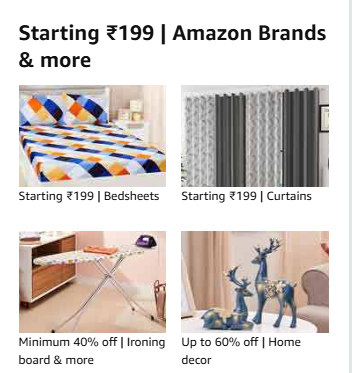 Starting ₹199 | Amazon Brands
& more
Starting ₹199 | Bedsheets
Starting ₹199 | Curtains
Minimum 40% off | Ironing
board & more
Up to 60% off | Home
decor